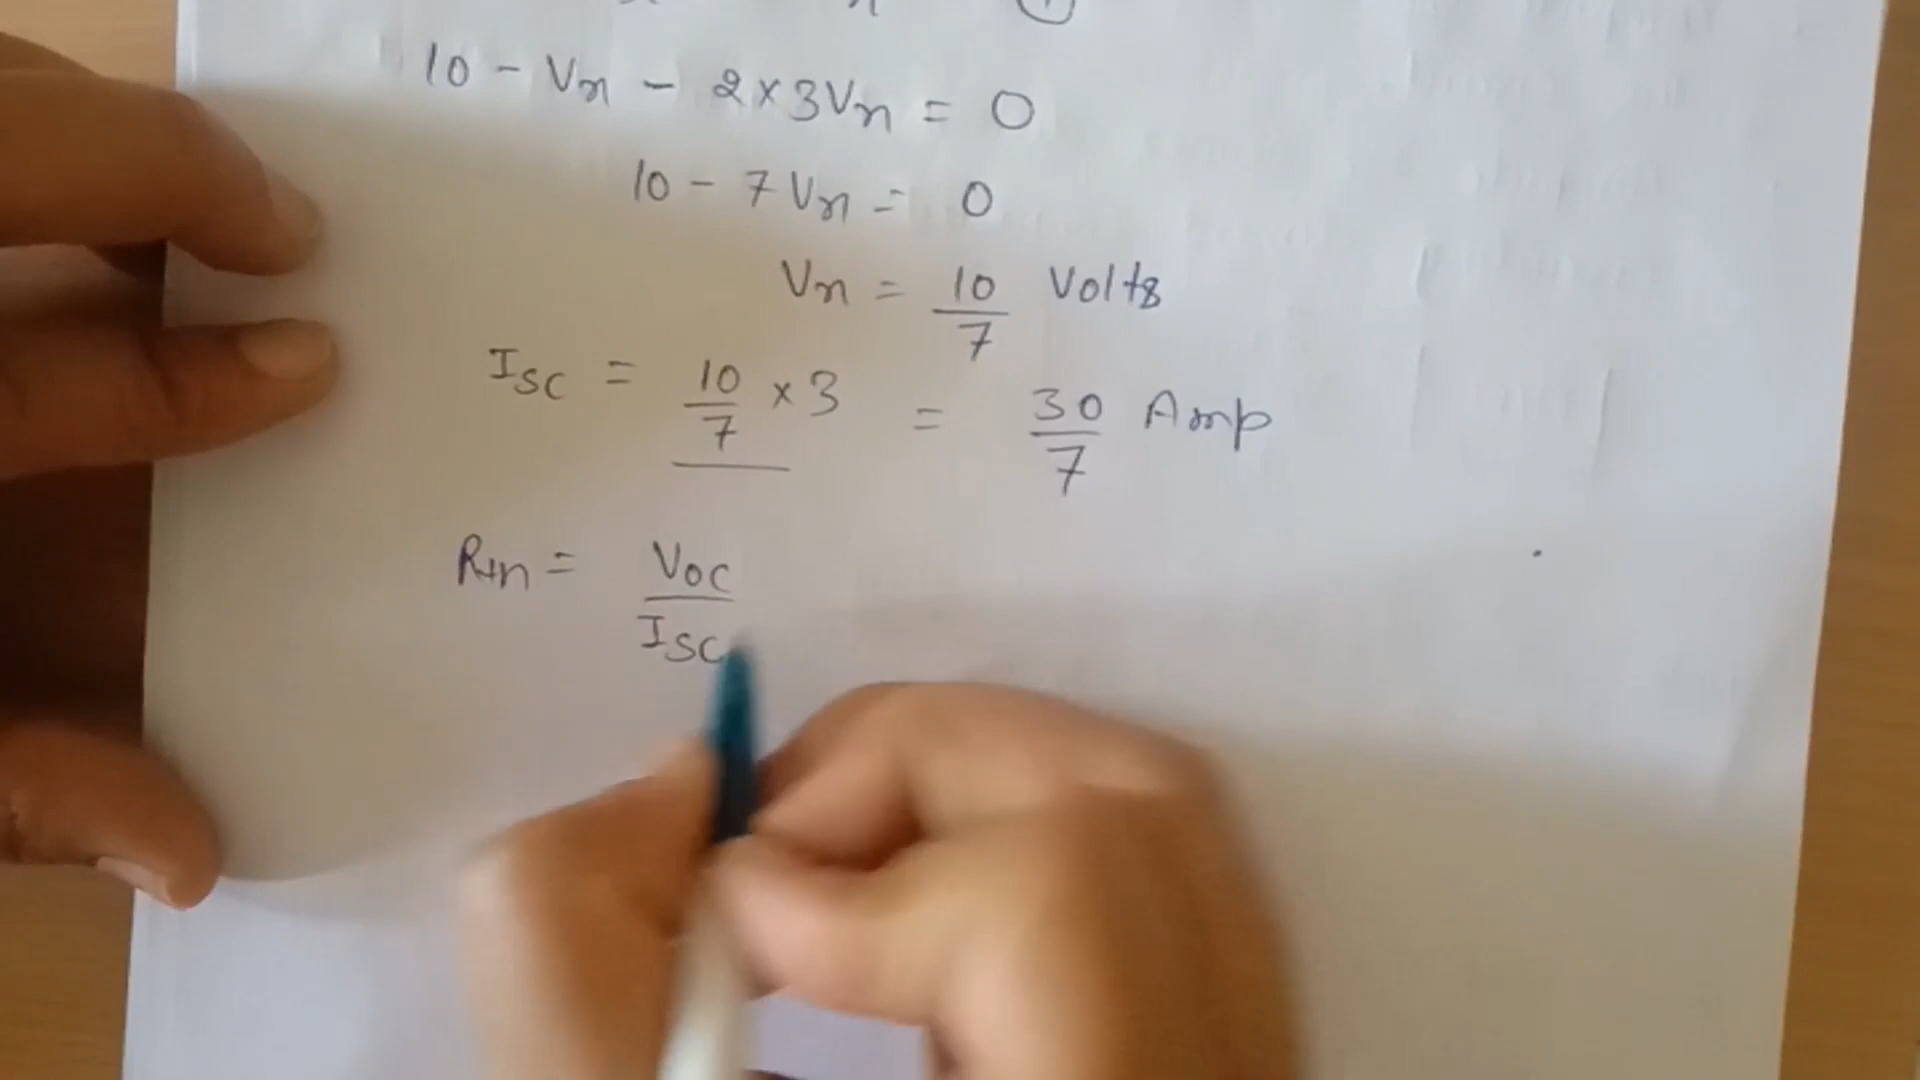 10 - Vx - 2×3Vx = 0
10 - 7Vx = 0
Vx = 10/7 Volts
Isc = 10/7 × 3 = 30/7 Amp
Rth = Voc/Isc